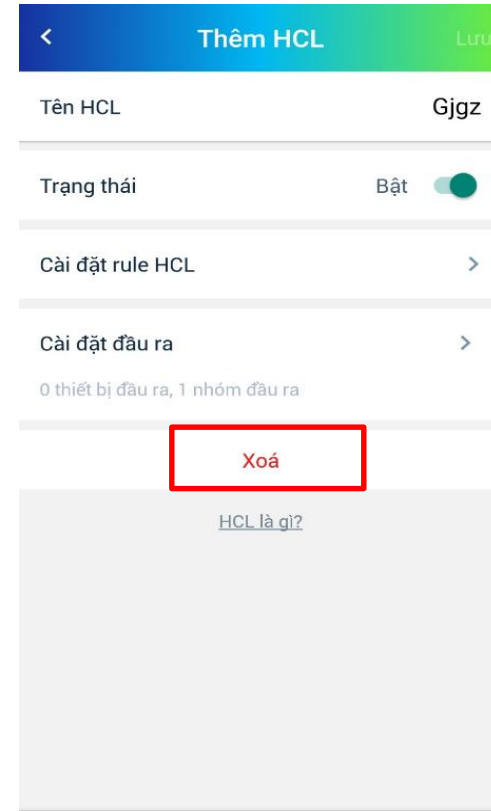 Thêm HCL
Lưu
Tên HCL Gjgz
Trạng thái Bật
Cài đặt rule HCL
Cài đặt đầu ra
0 thiết bị đầu ra, 1 nhóm đầu ra
Xoá
HCL là gì?